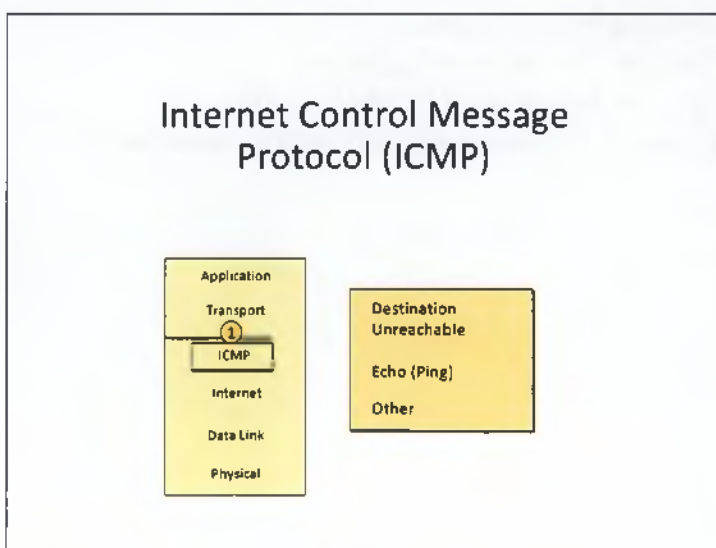 Internet Control Message
Protocol (ICMP)
Application
Transport
1
ICMP
Internet
Data Link
Physical
Destination
Unreachable
Echo (Ping)
Other